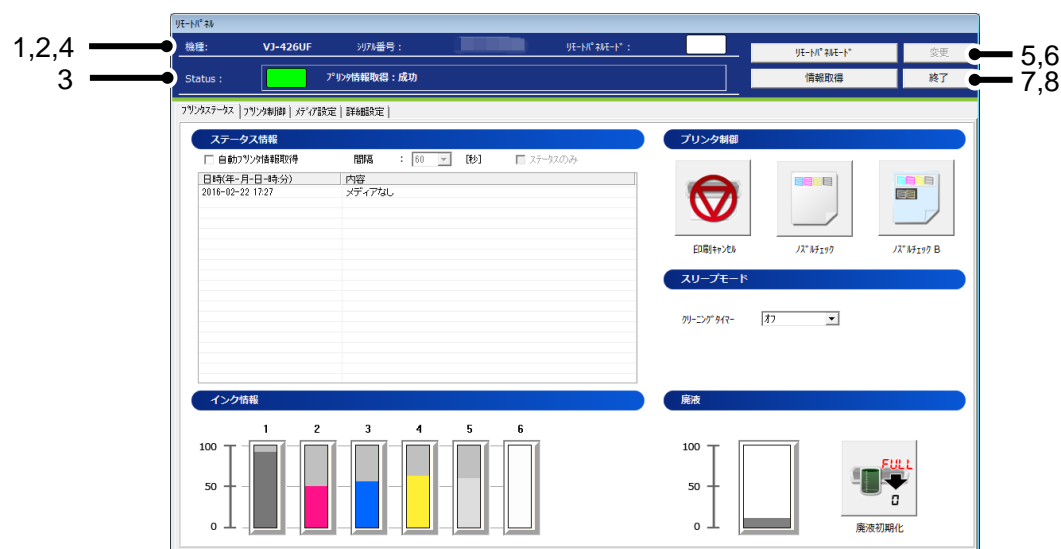 リモートパネル
1,2,4
機種: VJ-426UF シリアル番号: リモートパネルモード:
リモートパネルモード 変更
5,6
3
Status : プリンタ情報取得:成功
情報取得 終了
7,8
プリンタステータス プリンタ制御 メディア設定 詳細設定
ステータス情報
自動プリンタ情報取得 間隔 : 60 [秒] ステータスのみ
日時(年-月-日-時:分) 内容
2016-02-22 17:27 メディアなし
プリンタ制御
印刷キャンセル ノズルチェック ノズルチェック B
スリープモード
クリーニングタイマー オフ
インク情報
1 2 3 4 5 6
100
50
0
廃液
100
50
0
FULL
0
廃液初期化